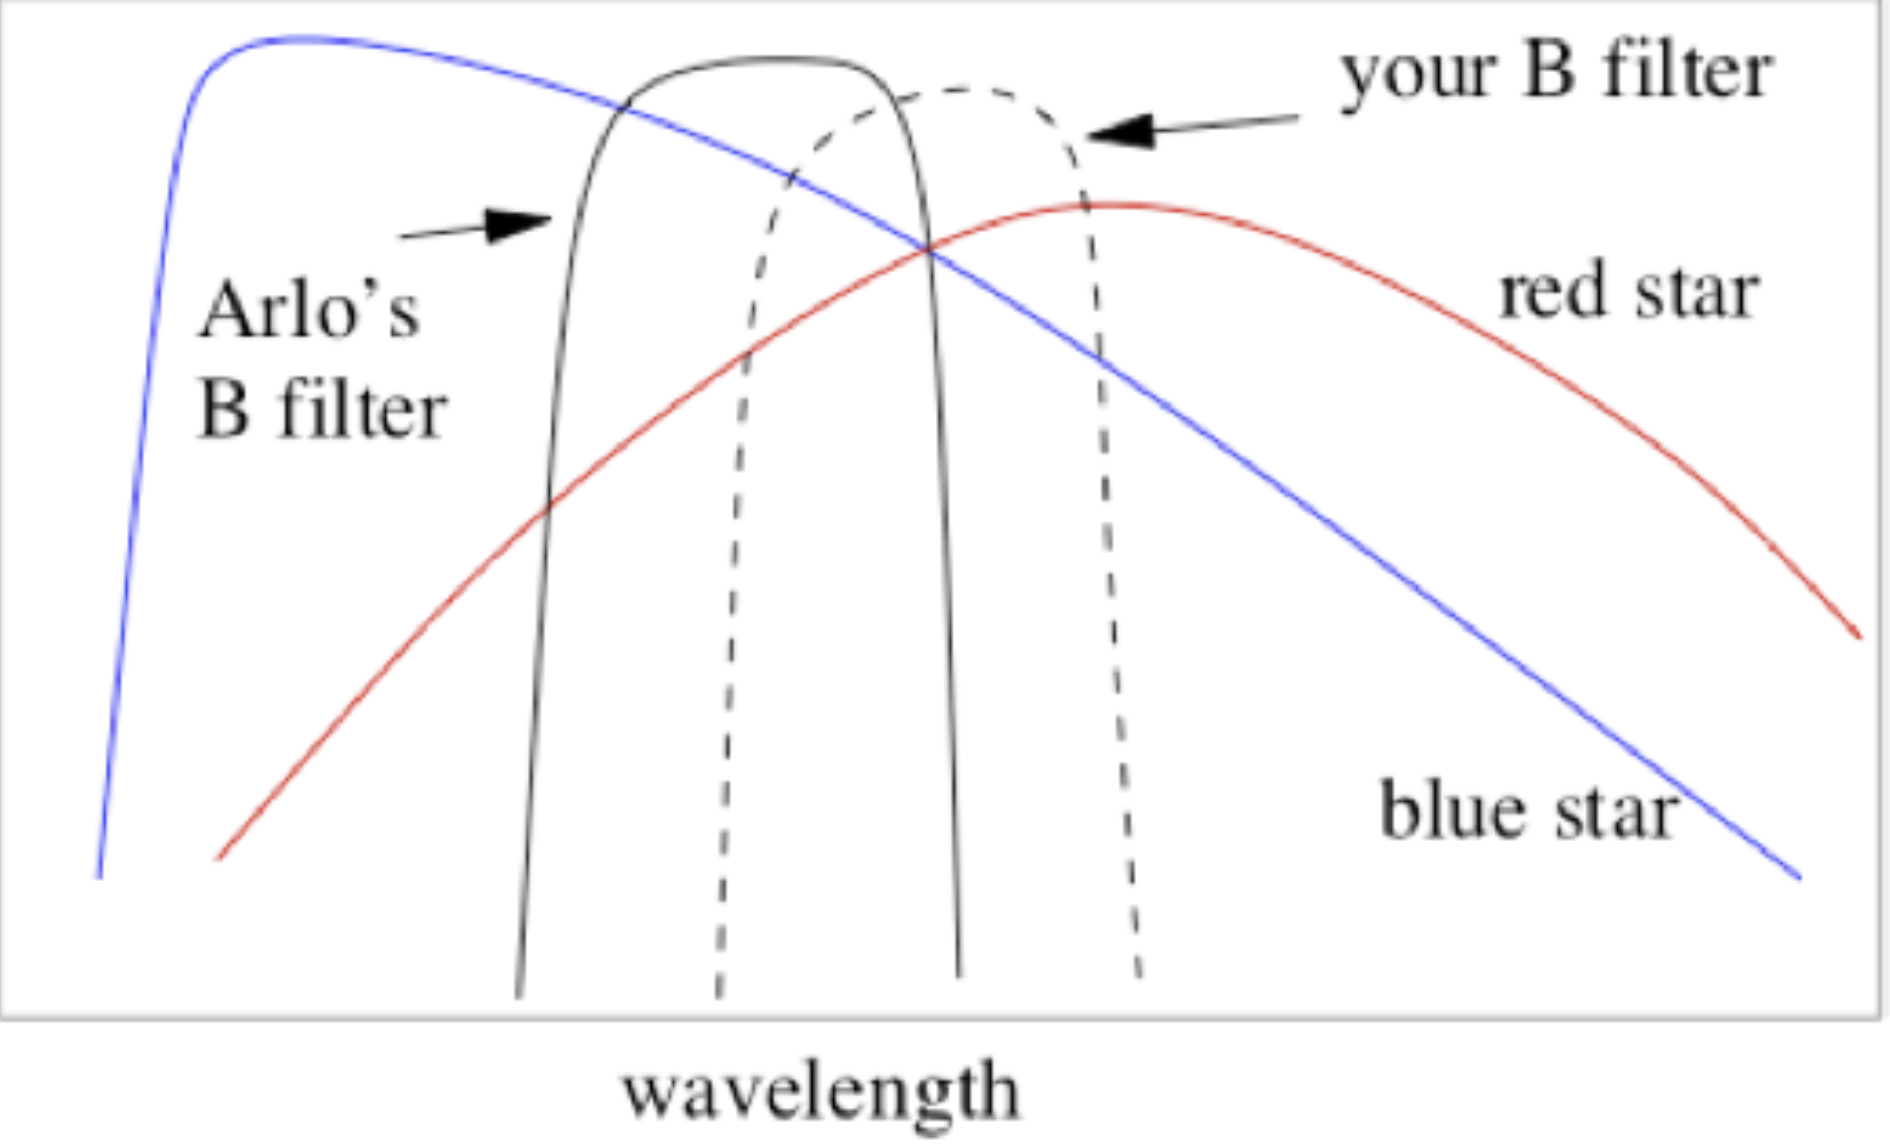 your B filter
Arlo's
B filter
red star
blue star
wavelength